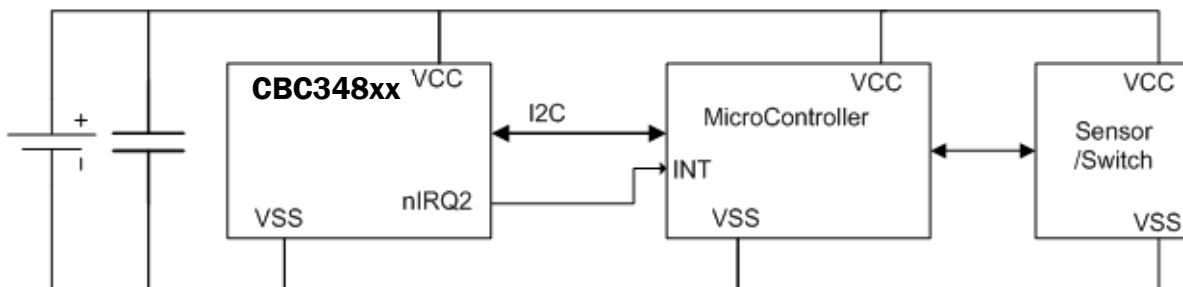 +
–
CBC348xx
VCC
nIRQ2
VSS
I2C
VCC
MicroController
INT
VSS
VCC
Sensor
/Switch
VSS